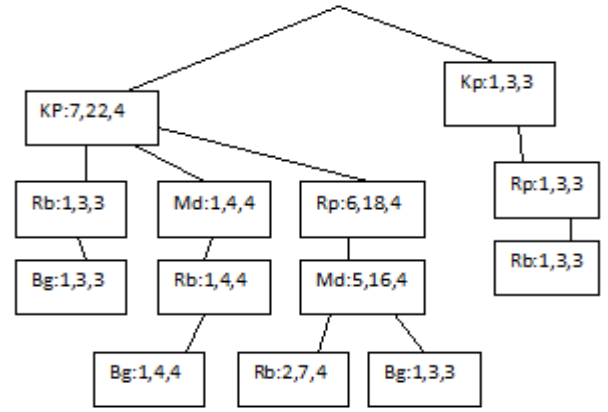 Kp:1,3,3
KP:7,22,4
Rp:1,3,3
Rb:1,3,3
Md:1,4,4
Rp:6,18,4
Rb:1,3,3
Bg:1,3,3
Rb:1,4,4
Md:5,16,4
Bg:1,4,4
Rb:2,7,4
Bg:1,3,3